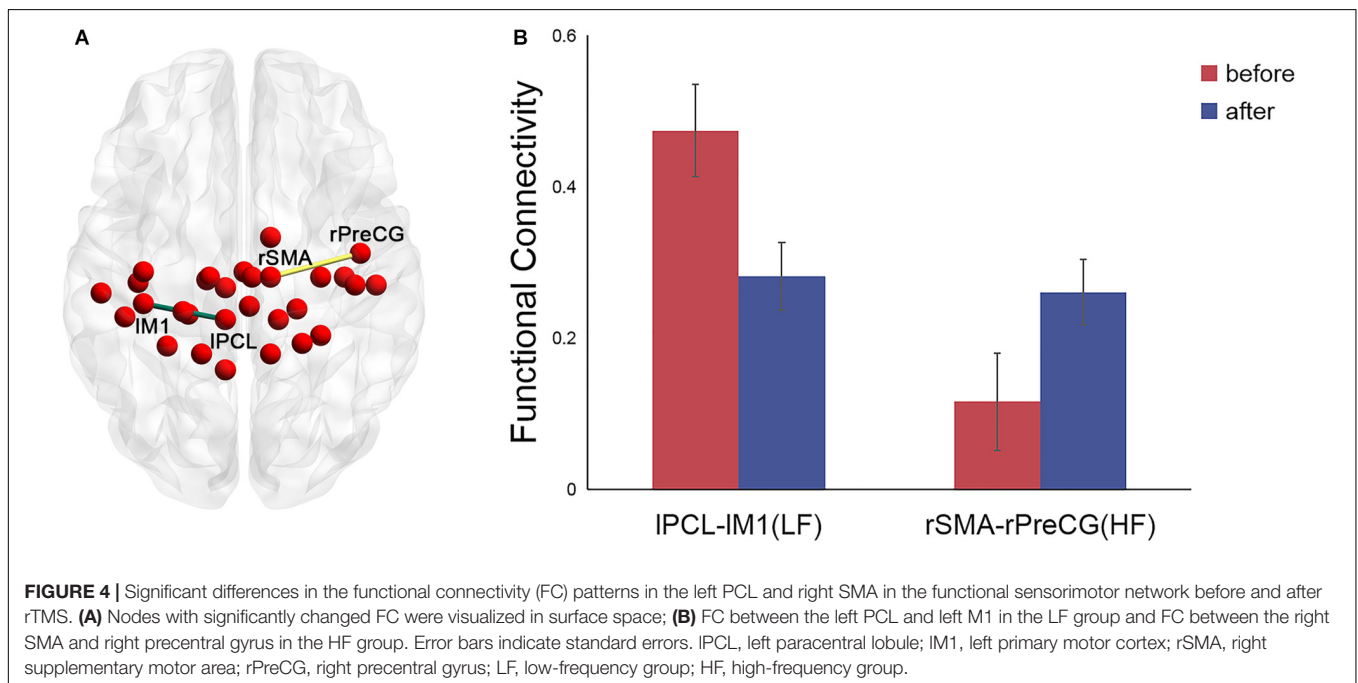 A
rPreCG
rSMA
lM1
lPCL
B
Functional Connectivity
0.6
0.4
0.2
0
before
after
lPCL-lM1(LF)
rSMA-rPreCG(HF)
FIGURE 4 | Significant differences in the functional connectivity (FC) patterns in the left PCL and right SMA in the functional sensorimotor network before and after
rTMS. (A) Nodes with significantly changed FC were visualized in surface space; (B) FC between the left PCL and left M1 in the LF group and FC between the right
SMA and right precentral gyrus in the HF group. Error bars indicate standard errors. lPCL, left paracentral lobule; lM1, left primary motor cortex; rSMA, right
supplementary motor area; rPreCG, right precentral gyrus; LF, low-frequency group; HF, high-frequency group.